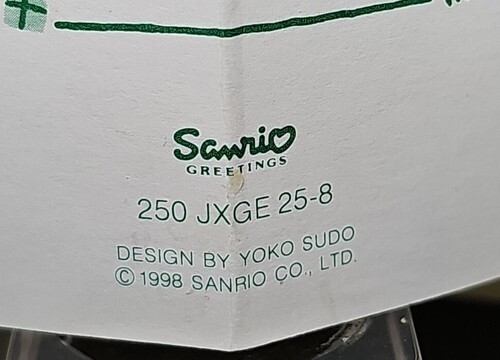 Sanrio
GREETINGS
250 JXGE 25-8
DESIGN BY YOKO SUDO
© 1998 SANRIO CO., LTD.